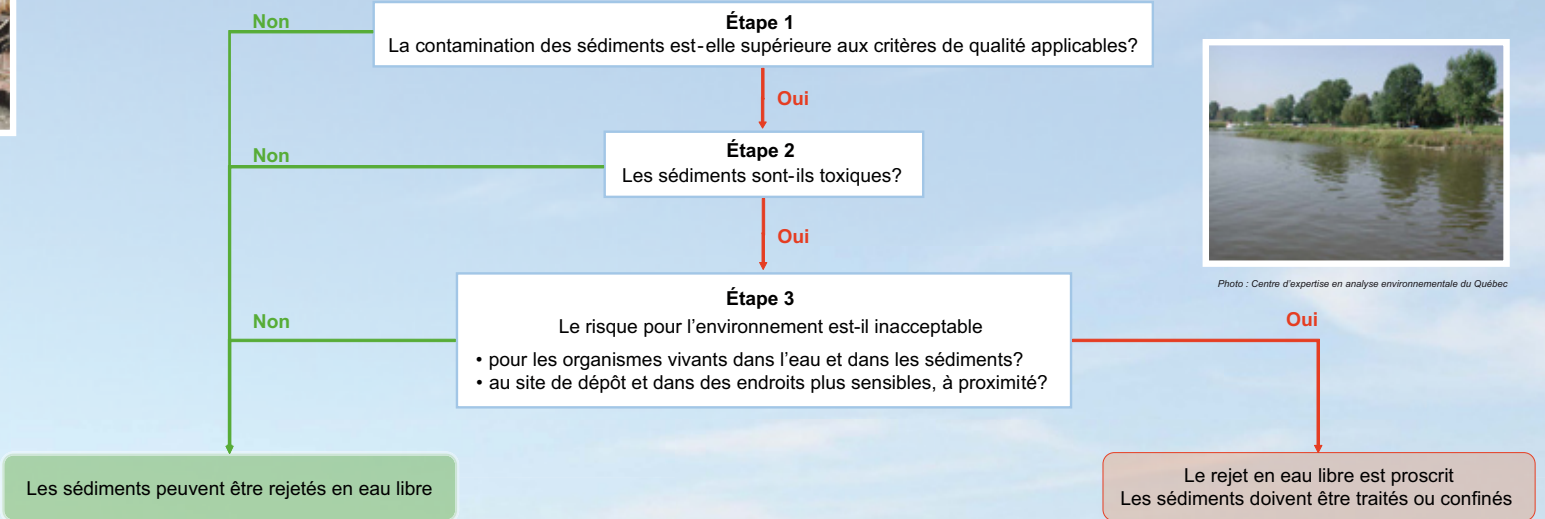 Non
Étape 1
La contamination des sédiments est-elle supérieure aux critères de qualité applicables?
Oui
Non
Étape 2
Les sédiments sont-ils toxiques?
Oui
Photo : Centre d'expertise en analyse environnementale du Québec
Non
Étape 3
Le risque pour l'environnement est-il inacceptable
• pour les organismes vivants dans l'eau et dans les sédiments?
• au site de dépôt et dans des endroits plus sensibles, à proximité?
Oui
Les sédiments peuvent être rejetés en eau libre
Le rejet en eau libre est proscrit
Les sédiments doivent être traités ou confinés